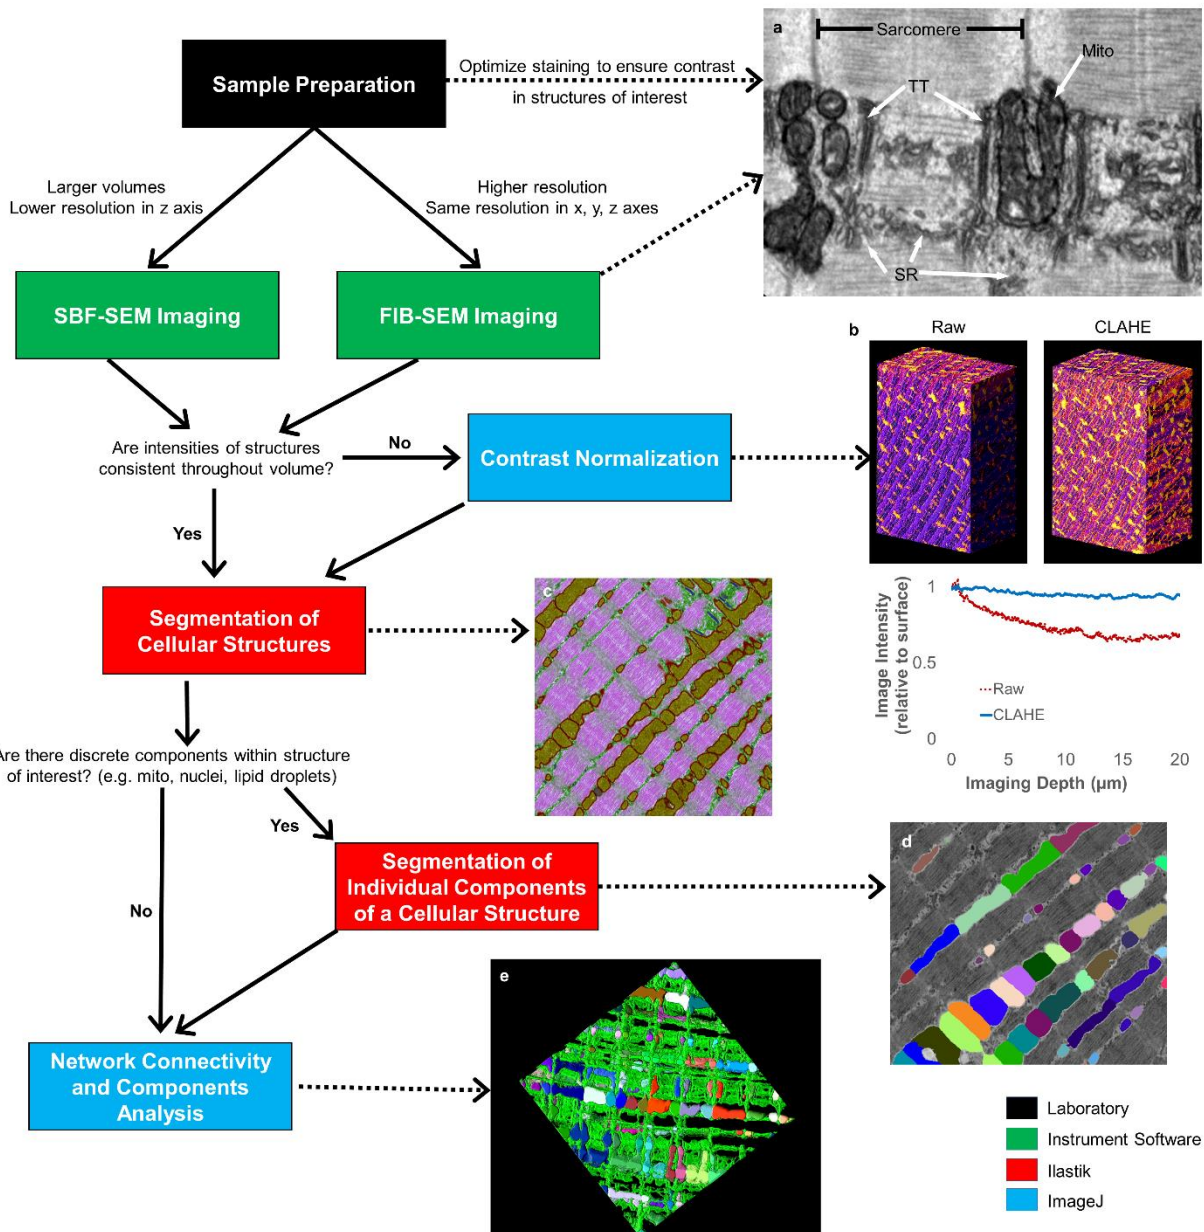 Sample Preparation
Optimize staining to ensure contrast
in structures of interest
a
Sarcomere
Mito
TT
SR
Larger volumes
Lower resolution in z axis
Higher resolution
Same resolution in x, y, z axes
SBF-SEM Imaging
FIB-SEM Imaging
b
Raw
CLAHE
Are intensities of structures
consistent throughout volume?
No
Contrast Normalization
Yes
Image Intensity
(relative to surface)
1
0.5
0
Raw
CLAHE
0
5
10
15
20
Imaging Depth (µm)
Segmentation of
Cellular Structures
c
Are there discrete components within structure
of interest? (e.g. mito, nuclei, lipid droplets)
Yes
No
Segmentation of
Individual Components
of a Cellular Structure
d
Network Connectivity
and Components
Analysis
e
Laboratory
Instrument Software
Ilastik
ImageJ